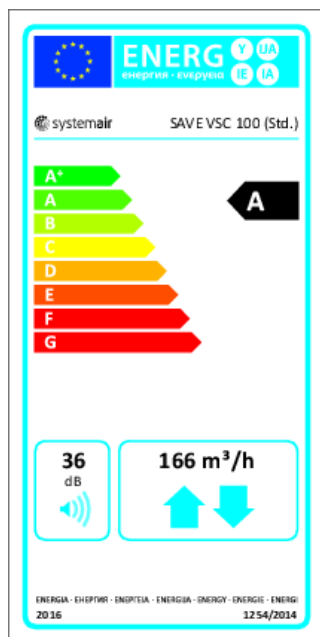 ENERG Y UA
енергия · ενεργεια IE IA
systemair SAVE VSC 100 (Std.)
A+
A
A
B
C
D
E
F
G
36
dB
166 m³/h
ENERGIA · ЕНЕРГИЯ · ΕΝΕΡΓΕΙΑ · ENERGIJA · ENERGY · ENERGIE · ENERGI
2016 1254/2014